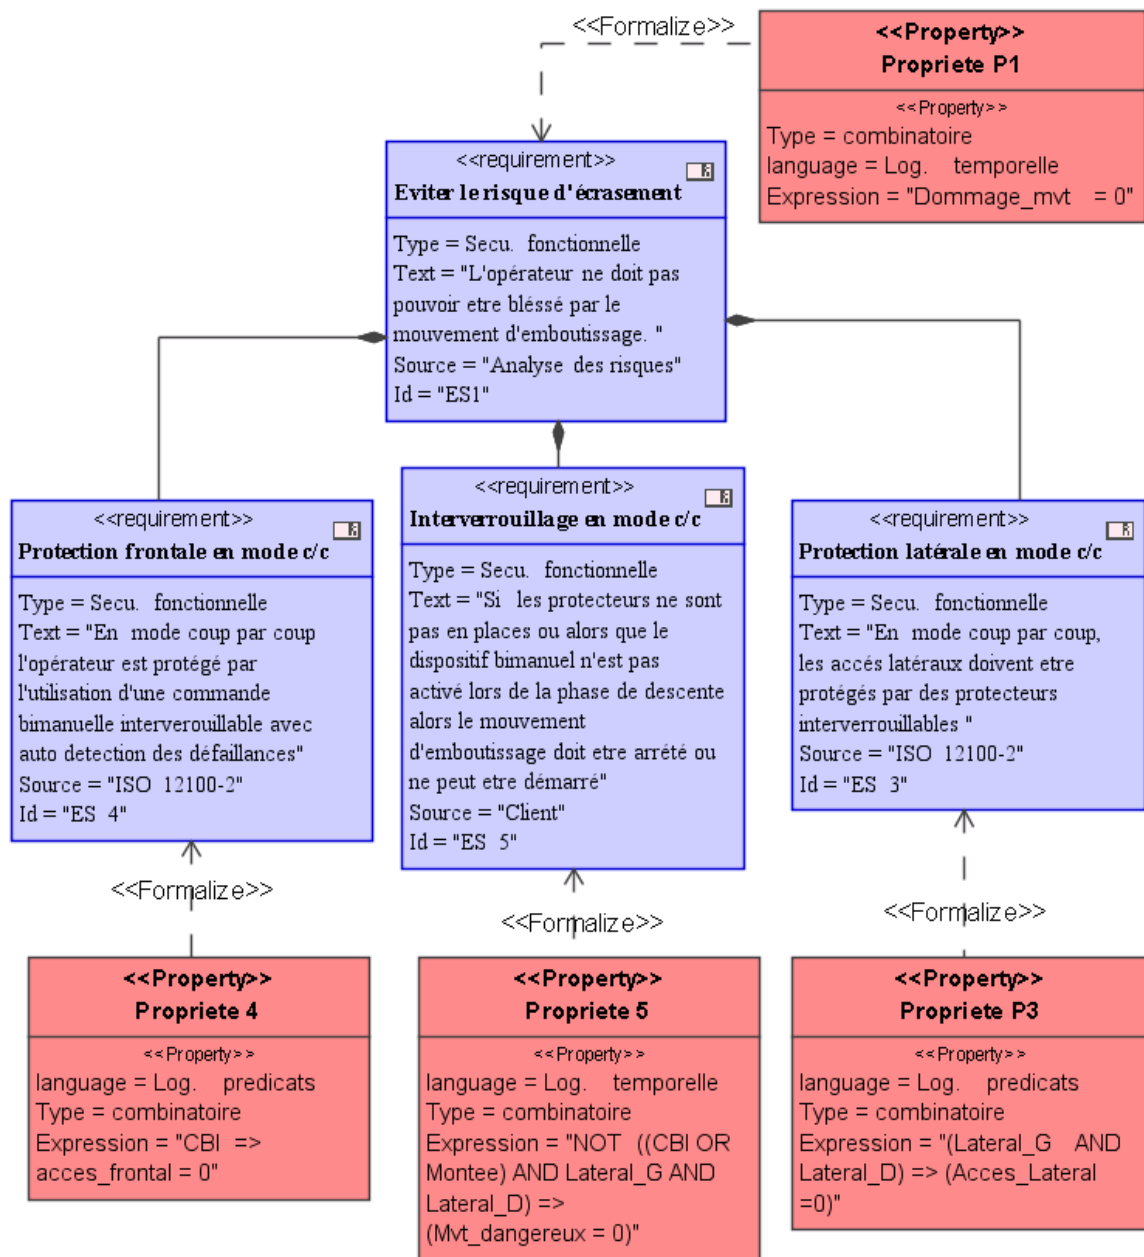 <<Formalize>>
<<Property>>
Propriete P1
<<Property>>
Type = combinatoire
language = Log. temporelle
Expression = "Dommage_mvt = 0"
<<requirement>>
Eviter le risque d'écrasement
Type = Secu. fonctionnelle
Text = "L'opérateur ne doit pas
pouvoir etre bléssé par le
mouvement d'emboutissage. "
Source = "Analyse des risques"
Id = "ES1"
<<requirement>>
Protection frontale en mode c/c
Type = Secu. fonctionnelle
Text = "En mode coup par coup
l'opérateur est protégé par
l'utilisation d'une commande
bimanuelle interverouillable avec
auto detection des défaillances"
Source = "ISO 12100-2"
Id = "ES 4"
<<requirement>>
Interverrouillage en mode c/c
Type = Secu. fonctionnelle
Text = "Si les protecteurs ne sont
pas en places ou alors que le
dispositif bimanuel n'est pas
activé lors de la phase de descente
alors le mouvement
d'emboutissage doit etre arrété ou
ne peut etre démarré"
Source = "Client"
Id = "ES 5"
<<requirement>>
Protection latérale en mode c/c
Type = Secu. fonctionnelle
Text = "En mode coup par coup,
les accés latéraux doivent etre
protégés par des protecteurs
interverrouillables "
Source = "ISO 12100-2"
Id = "ES 3"
<<Formalize>>
<<Formalize>>
<<Formalize>>
<<Property>>
Propriete 4
<<Property>>
language = Log. predicats
Type = combinatoire
Expression = "CBI =>
acces_frontal = 0"
<<Property>>
Propriete 5
<<Property>>
language = Log. temporelle
Type = combinatoire
Expression = "NOT ((CBI OR
Montee) AND Lateral_G AND
Lateral_D) =>
(Mvt_dangereux = 0)"
<<Property>>
Propriete P3
<<Property>>
language = Log. predicats
Type = combinatoire
Expression = "(Lateral_G AND
Lateral_D) => (Acces_Lateral
=0)"